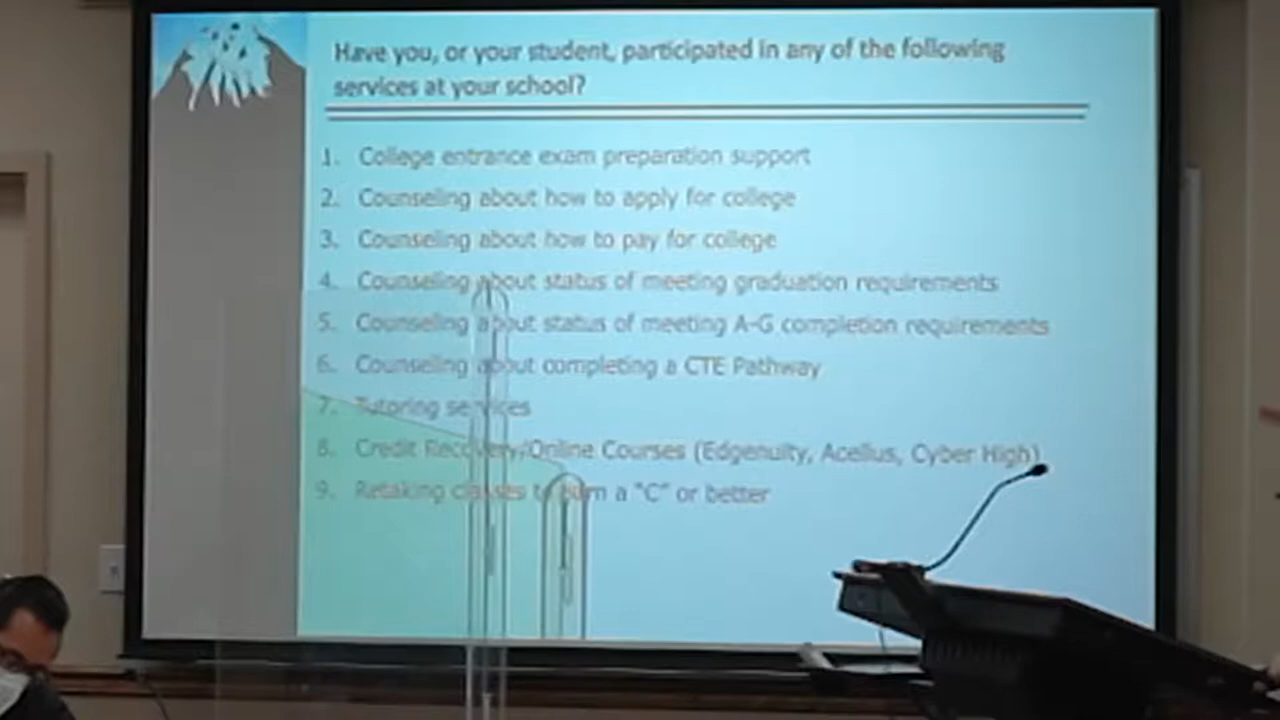 Have you, or your student, participated in any of the following
services at your school?
1. College entrance exam preparation support
2. Counseling about how to apply for college
3. Counseling about how to pay for college
4. Counseling about status of meeting graduation requirements
5. Counseling about status of meeting A-G completion requirements
6. Counseling about completing a CTE Pathway
7. Tutoring services
8. Credit Recovery/Online Courses (Edgenuity, Acellus, Cyber High)
9. Retaking classes to earn a "C" or better